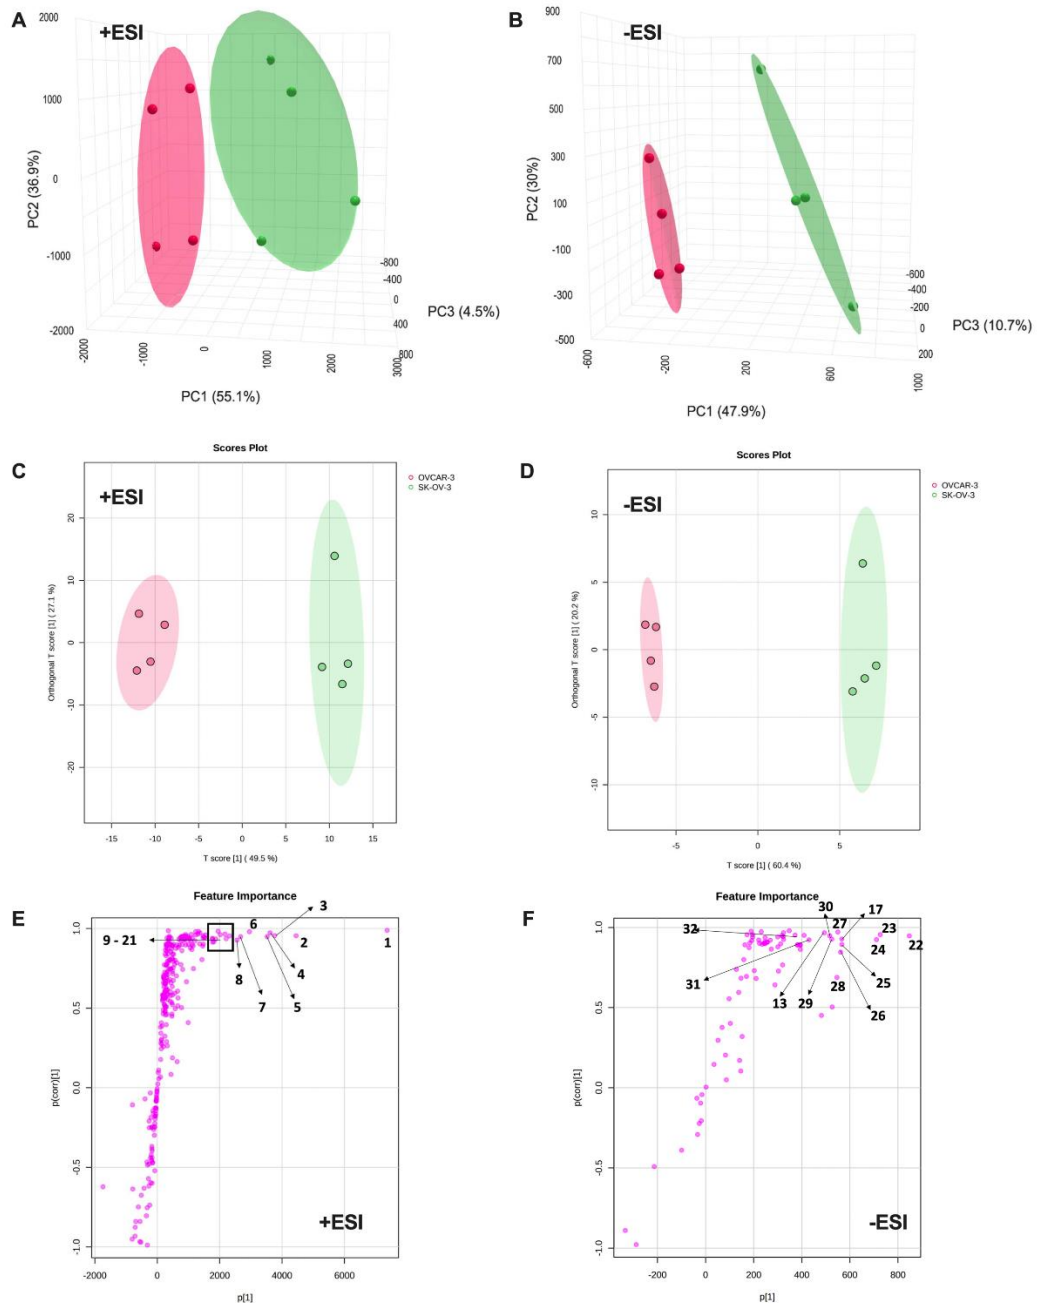 A
+ESI
2000
1000
0
-1000
-2000
PC2 (36.9%)
-2000
-1000
0
1000
2000
3000
PC1 (55.1%)
-800
-400
0
400
800
PC3 (4.5%)
B
-ESI
900
700
500
300
100
-100
-300
-500
PC2 (30%)
-600
-200
200
600
1000
PC1 (47.9%)
-600
-400
-200
0
200
PC3 (10.7%)
C
Scores Plot
+ESI
OVCAR-3
SK-OV-3
20
10
0
-10
-20
Orthogonal T score [1] ( 27.1 %)
-15
-10
-5
0
5
10
15
T score [1] ( 49.5 %)
D
Scores Plot
-ESI
OVCAR-3
SK-OV-3
10
5
0
-5
-10
Orthogonal T score [1] ( 20.2 %)
-5
0
5
T score [1] ( 60.4 %)
E
Feature Importance
1.0
0.5
0.0
-0.5
-1.0
p(corr)[1]
9 - 21
6
3
2
1
8
7
4
5
+ESI
-2000
0
2000
4000
6000
p[1]
F
Feature Importance
1.0
0.5
0.0
-0.5
-1.0
p(corr)[1]
32
30
27
17
23
24
22
31
13
29
28
25
26
-ESI
-200
0
200
400
600
800
p[1]